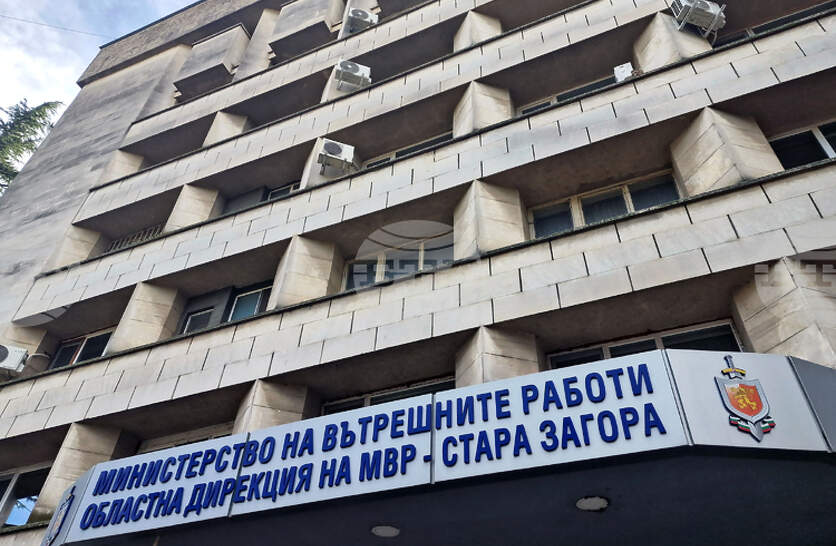 МИНИСТЕРСТВО НА ВЪТРЕШНИТЕ РАБОТИ
ОБЛАСТНА ДИРЕКЦИЯ НА МВР - СТАРА ЗАГОРА